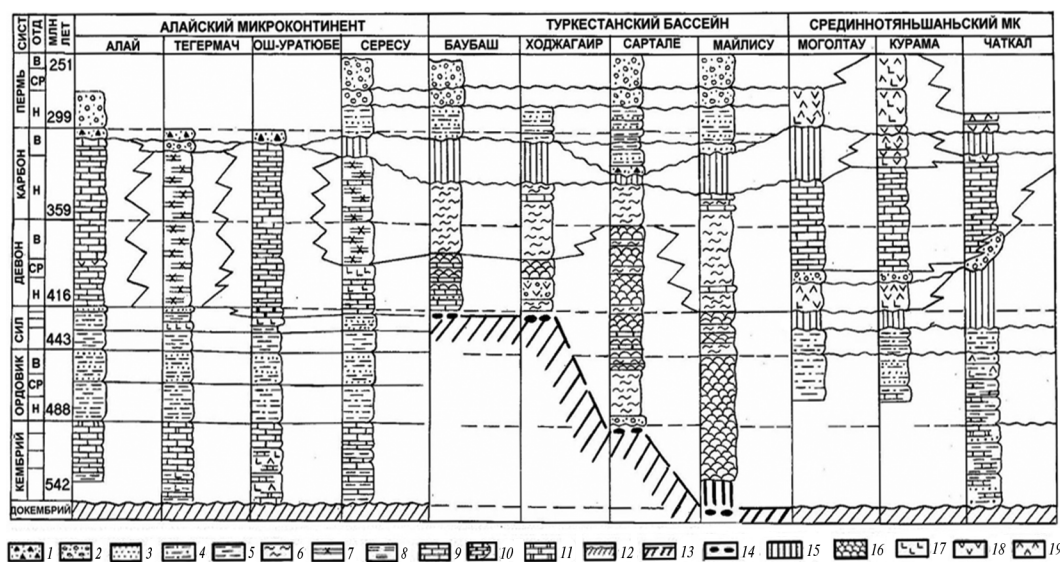 СИСТ ОТД МЛН ЛЕТ АЛАЙСКИЙ МИКРОКОНТИНЕНТ ТУРКЕСТАНСКИЙ БАССЕЙН СРЕДИННОТЯНЬШАНЬСКИЙ МК
АЛАЙ ТЕГЕРМАЧ ОШ-УРАТЮБЕ СЕРЕСУ БАУБАШ ХОДЖАГАИР САРТАЛЕ МАЙЛИСУ МОГОЛТАУ КУРАМА ЧАТКАЛ
ПЕРМЬ
В 251
СР
Н 299
КАРБОН
В
Н
359
ДЕВОН
В
СР
Н 416
СИЛ
443
ОРДОВИК
В
СР
Н 488
КЕМБРИЙ
542
ДОКЕМБРИЙ
1 2 3 4 5 6 7 8 9 10 11 12 13 14 15 16 17 18 19